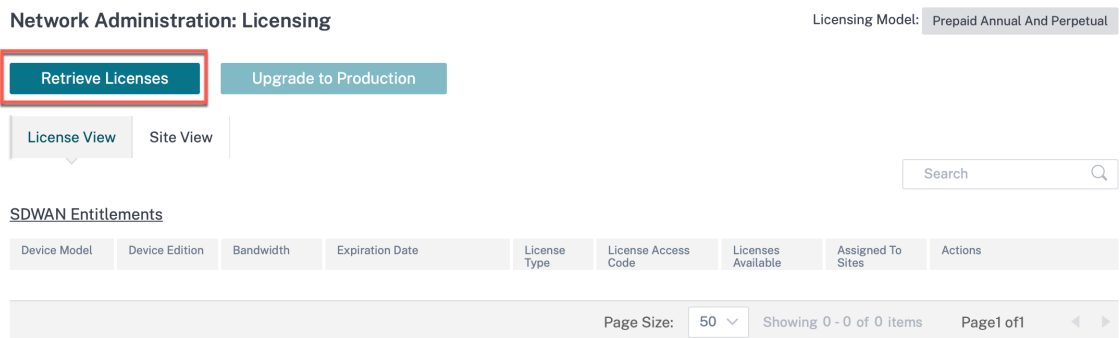 Network Administration: Licensing
Licensing Model: Prepaid Annual And Perpetual
Retrieve Licenses
Upgrade to Production
License View
Site View
Search
SDWAN Entitlements
Device Model
Device Edition
Bandwidth
Expiration Date
License
Type
License Access
Code
Licenses
Available
Assigned To
Sites
Actions
Page Size: 50 Showing 0 - 0 of 0 items Page1 of1